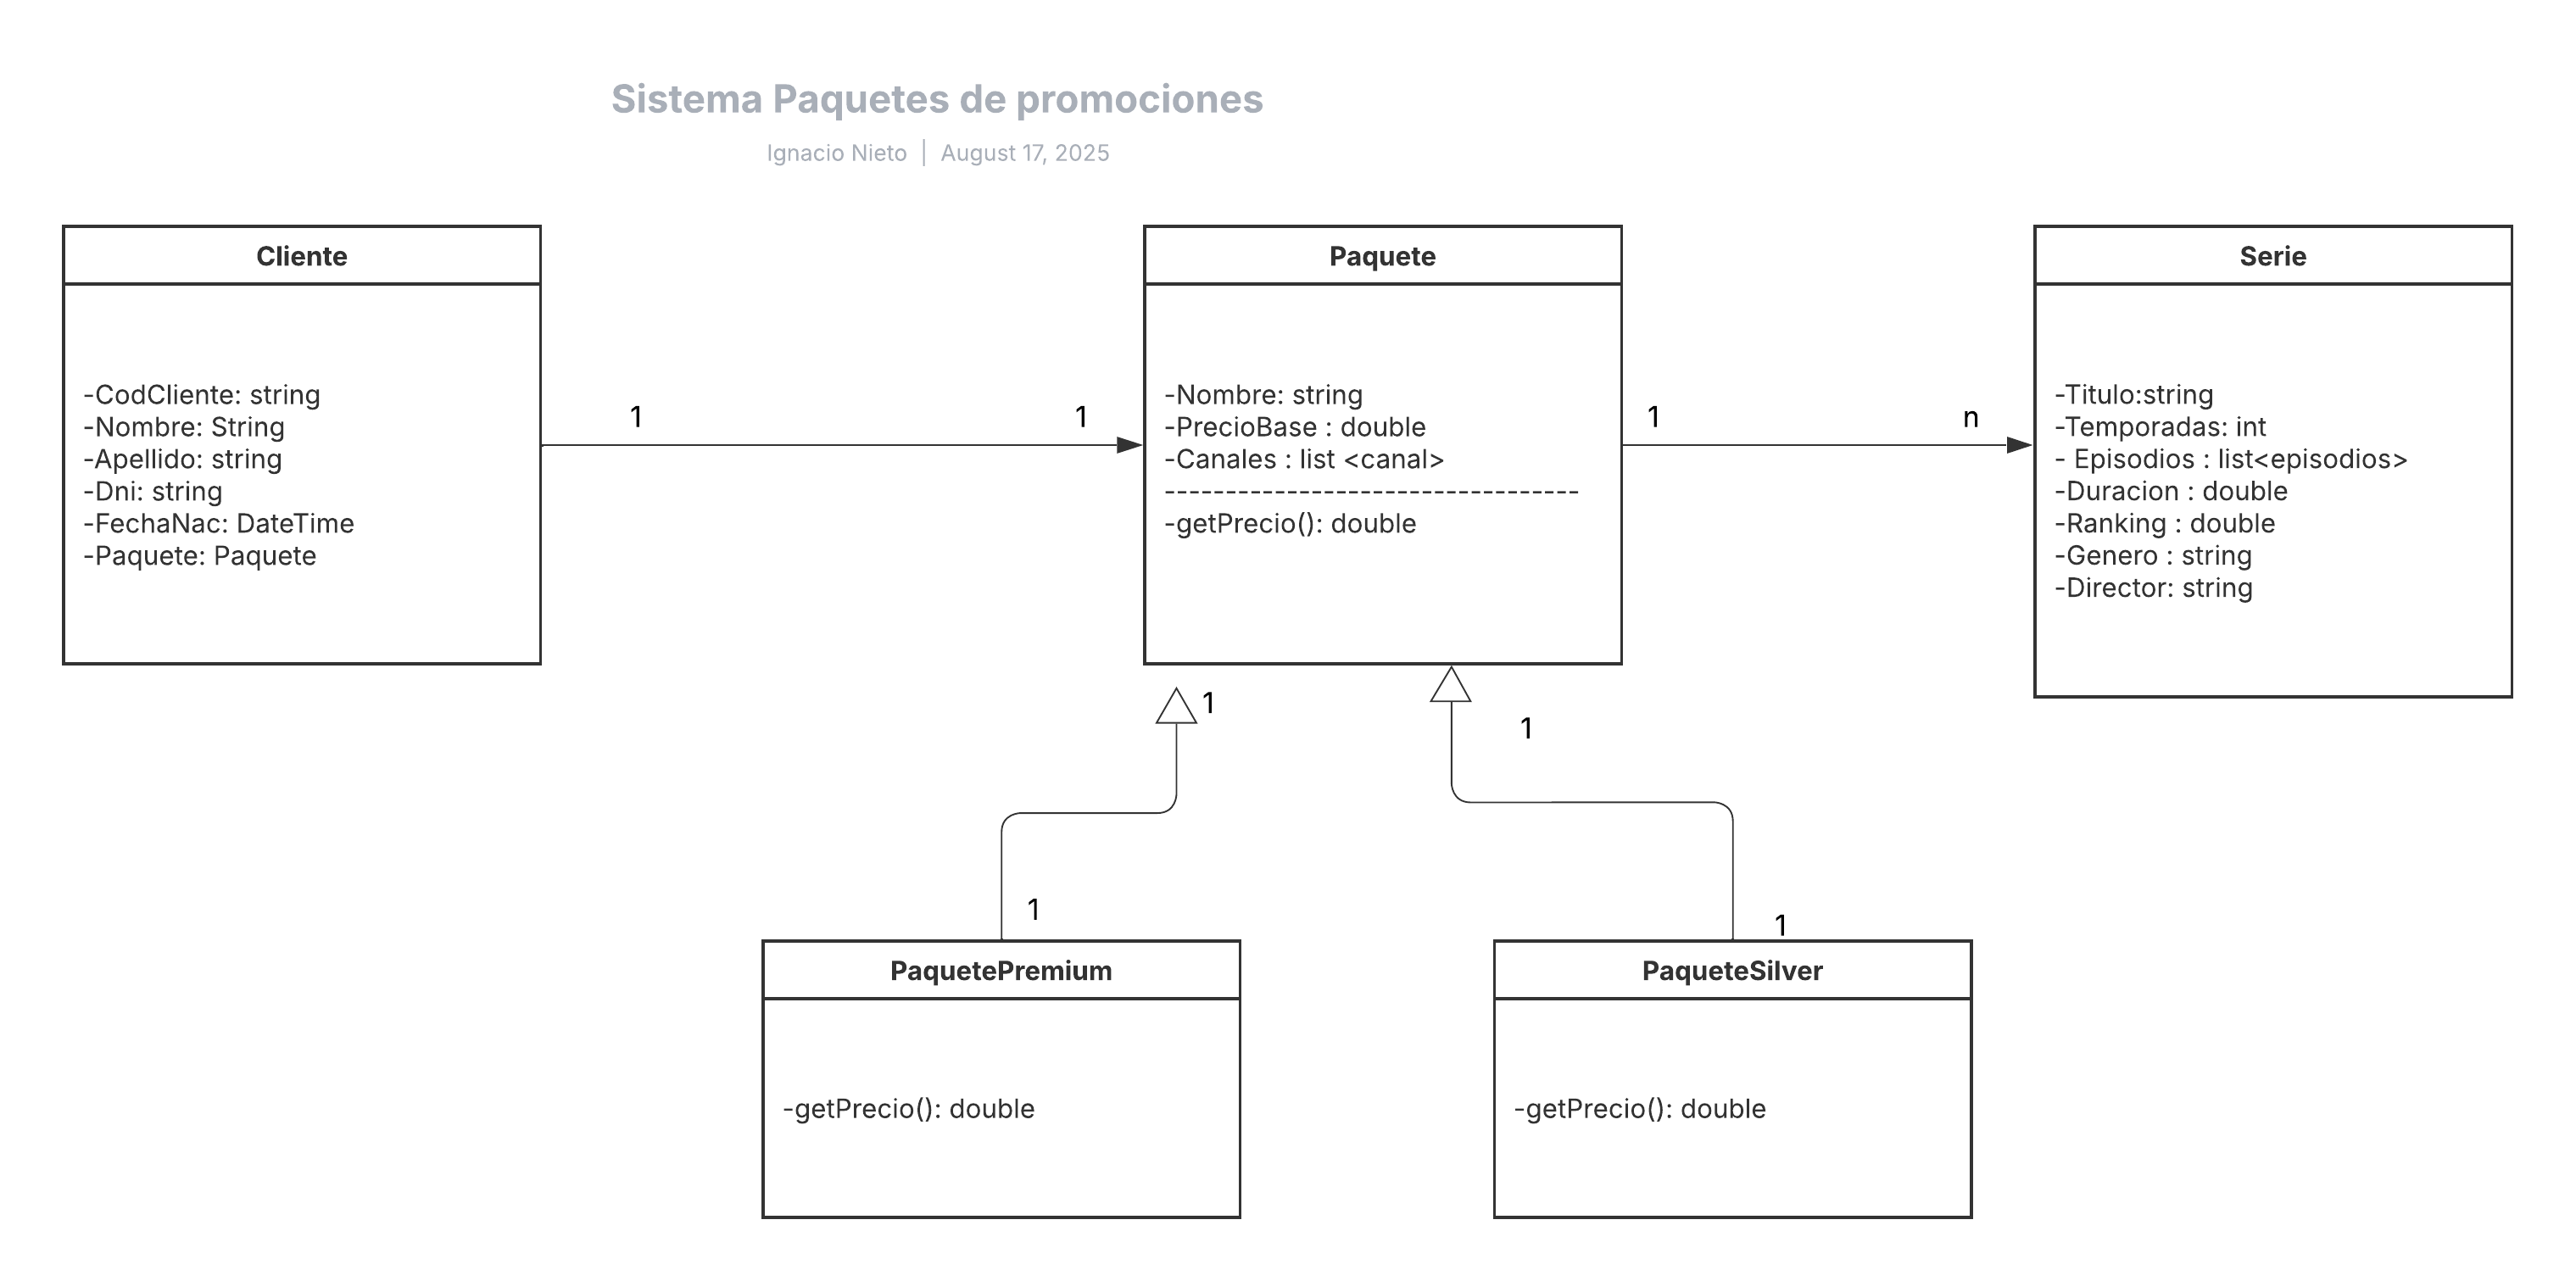 Sistema Paquetes de promociones
Ignacio Nieto | August 17, 2025
Cliente
-CodCliente: string
-Nombre: String
-Apellido: string
-Dni: string
-FechaNac: DateTime
-Paquete: Paquete
1
1
Paquete
-Nombre: string
-PrecioBase : double
-Canales : list <canal>
----------------------------------
-getPrecio(): double
1
n
Serie
-Titulo:string
-Temporadas: int
- Episodios : list<episodios>
-Duracion : double
-Ranking : double
-Genero : string
-Director: string
1
1
1
1
PaquetePremium
-getPrecio(): double
PaqueteSilver
-getPrecio(): double